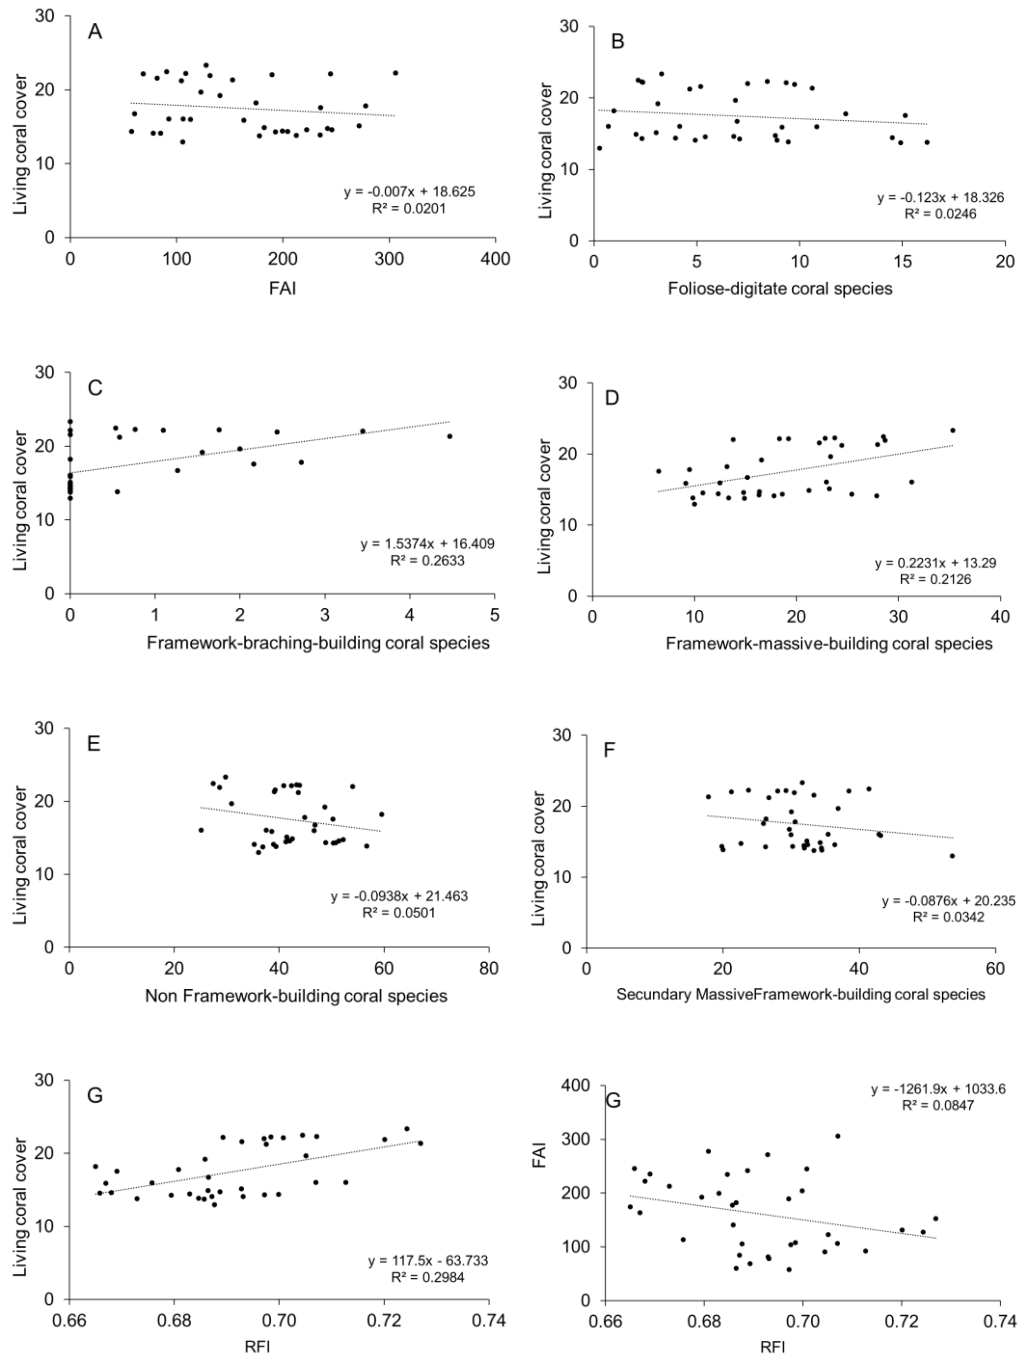 A
Living coral cover
30
20
10
0
0 100 200 300 400
FAI
y = -0.007x + 18.625
R² = 0.0201
B
Living coral cover
30
20
10
0
0 5 10 15 20
Foliose-digitate coral species
y = -0.123x + 18.326
R² = 0.0246
C
Living coral cover
30
20
10
0
0 1 2 3 4 5
Framework-braching-building coral species
y = 1.5374x + 16.409
R² = 0.2633
D
Living coral cover
30
20
10
0
0 10 20 30 40
Framework-massive-building coral species
y = 0.2231x + 13.29
R² = 0.2126
E
Living coral cover
30
20
10
0
0 20 40 60 80
Non Framework-building coral species
y = -0.0938x + 21.463
R² = 0.0501
F
Living coral cover
30
20
10
0
0 20 40 60
Secundary MassiveFramework-building coral species
y = -0.0876x + 20.235
R² = 0.0342
G
Living coral cover
30
20
10
0
0.66 0.68 0.70 0.72 0.74
RFI
y = 117.5x - 63.733
R² = 0.2984
G
FAI
400
300
200
100
0
0.66 0.68 0.70 0.72 0.74
RFI
y = -1261.9x + 1033.6
R² = 0.0847